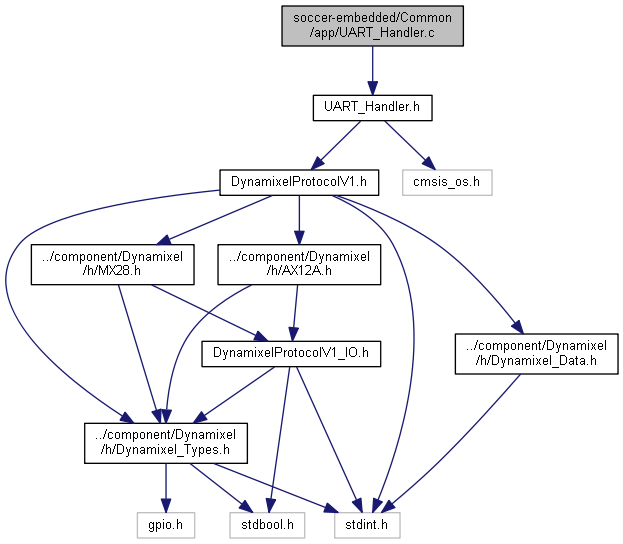 soccer-embedded/Common
/app/UART_Handler.c
UART_Handler.h
DynamixelProtocolV1.h
cmsis_os.h
../component/Dynamixel
/h/MX28.h
../component/Dynamixel
/h/AX12A.h
DynamixelProtocolV1_IO.h
../component/Dynamixel
/h/Dynamixel_Data.h
../component/Dynamixel
/h/Dynamixel_Types.h
gpio.h
stdbool.h
stdint.h